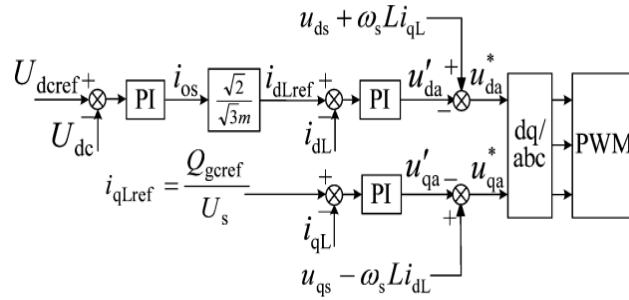 u_ds + ω_s L i_qL
U_dcref + PI i_os √2/√3m i_dLref + PI u′_da + u*_da
−
U_dc −
i_dL −
dq/abc PWM
i_qLref = Q_gcref/U_s + PI u′_qa − u*_qa
i_qL −
+
u_qs − ω_s L i_dL